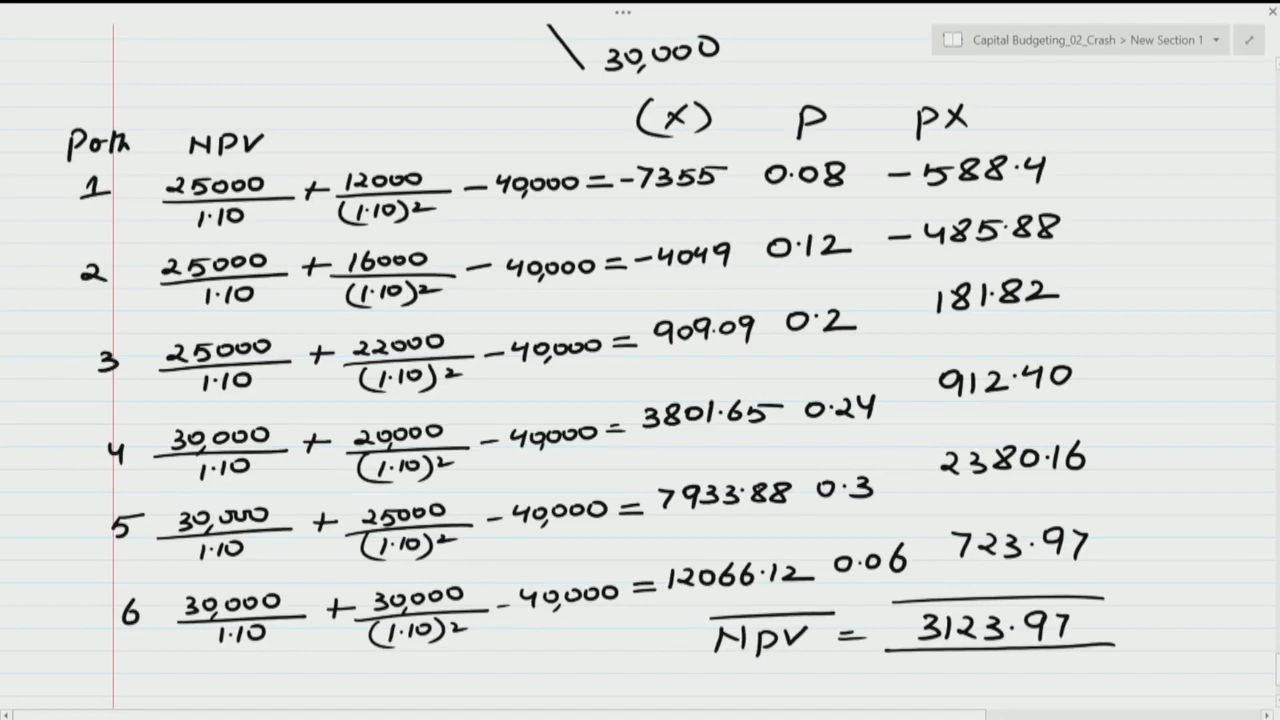 Capital Budgeting_02_Crash > New Section 1
30,000
(X) P PX
Path NPV
1 25000/1.10 + 12000/(1.10)² - 40,000 = -7355 0.08 - 588.4
2 25000/1.10 + 16000/(1.10)² - 40,000 = -4049 0.12 - 485.88
3 25000/1.10 + 22000/(1.10)² - 40,000 = 909.09 0.2 181.82
4 30,000/1.10 + 20,000/(1.10)² - 40,000 = 3801.65 0.24 912.40
5 30,000/1.10 + 25000/(1.10)² - 40,000 = 7933.88 0.3 2380.16
6 30,000/1.10 + 30,000/(1.10)² - 40,000 = 12066.12 0.06 723.97
NPV = 3123.97